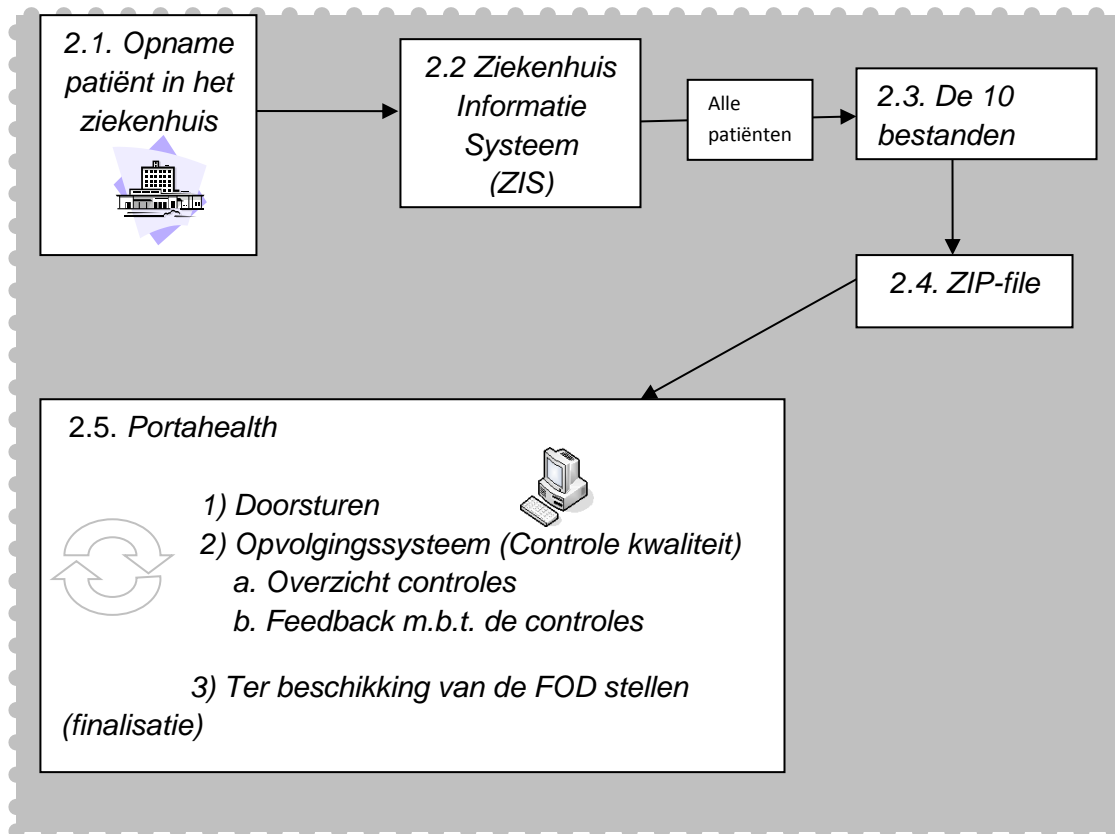 2.1. Opname
patiënt in het
ziekenhuis
2.2 Ziekenhuis
Informatie
Systeem
(ZIS)
Alle
patiënten
2.3. De 10
bestanden
2.4. ZIP-file
2.5. Portahealth
1) Doorsturen
2) Opvolgingssysteem (Controle kwaliteit)
a. Overzicht controles
b. Feedback m.b.t. de controles
3) Ter beschikking van de FOD stellen
(finalisatie)